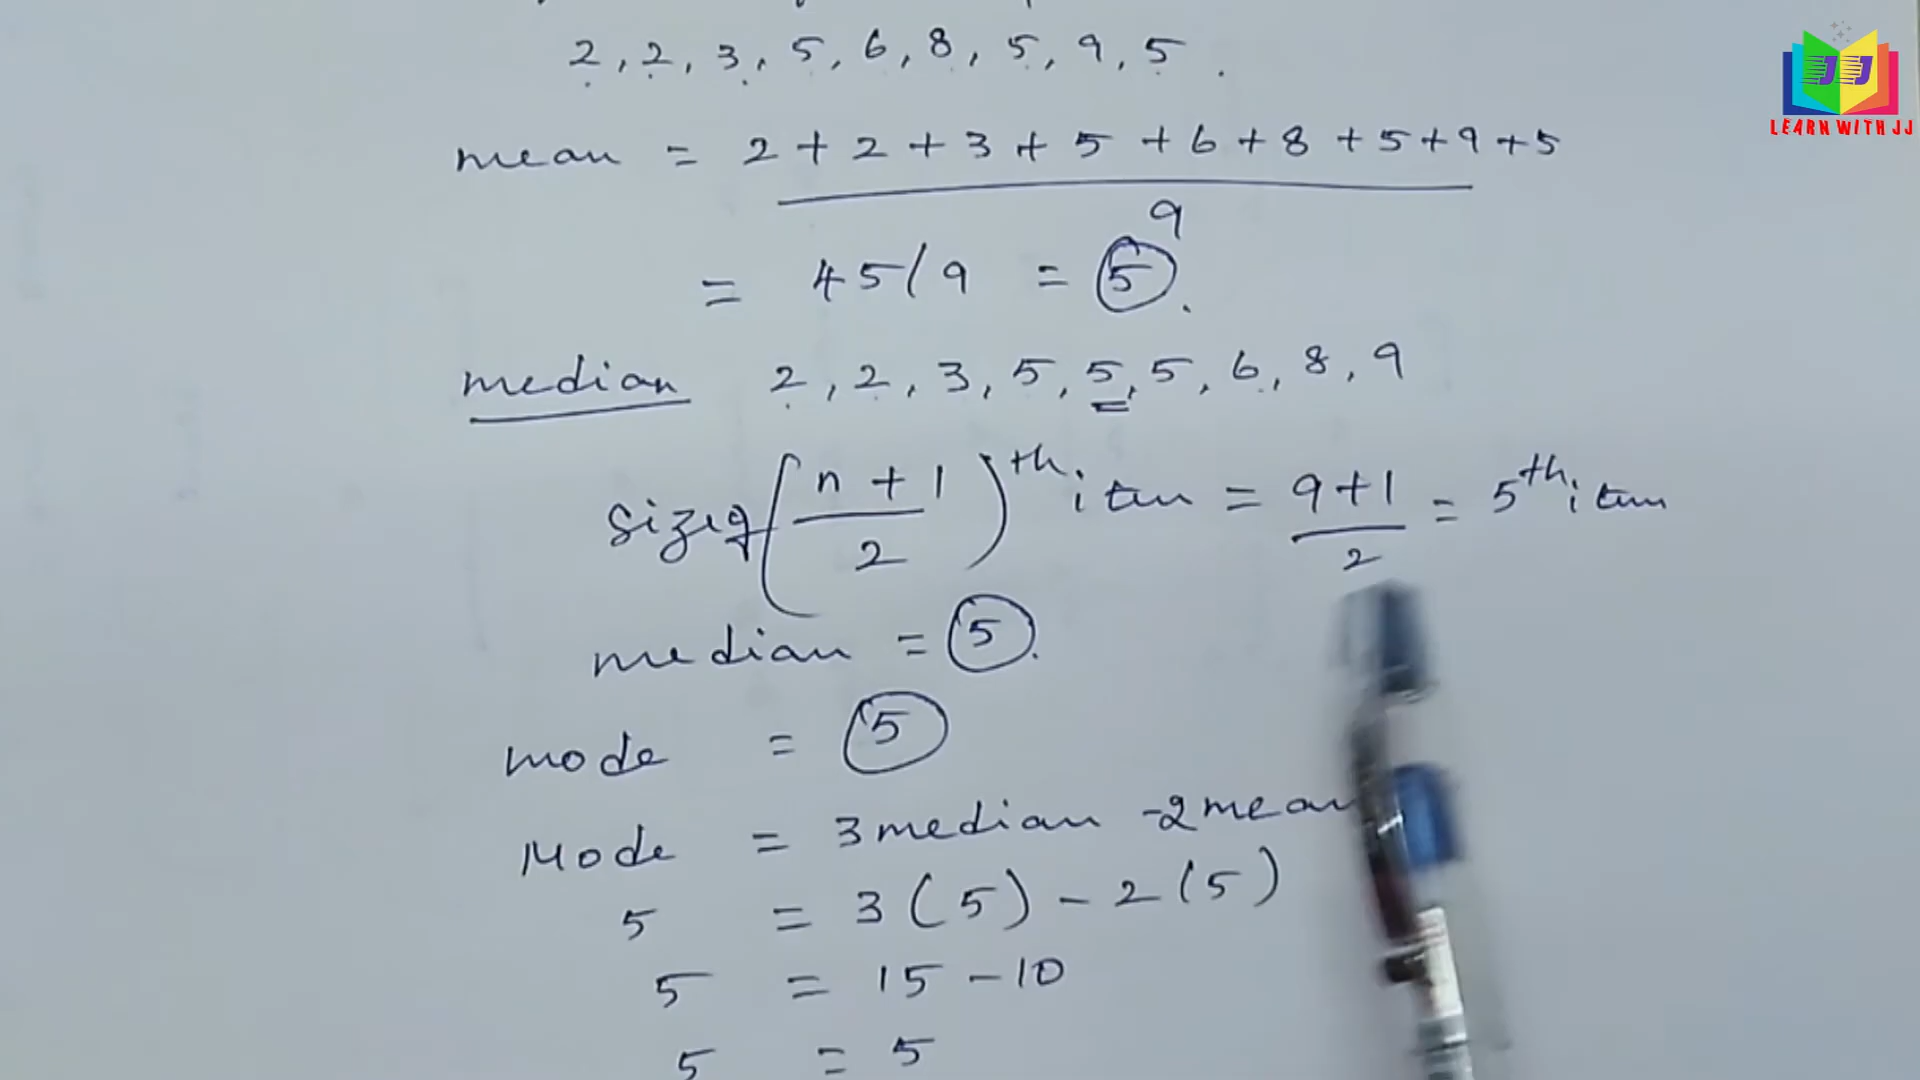 2, 2, 3, 5, 6, 8, 5, 9, 5.
LEARN WITH JJ
mean = 2 + 2 + 3 + 5 + 6 + 8 + 5 + 9 + 5
9
= 45/9 = 5.
median 2, 2, 3, 5, 5, 5, 6, 8, 9
size of (n + 1 / 2)th item = 9+1 / 2 = 5th item
median = 5.
mode = 5
Mode = 3 median - 2 mean
5 = 3 (5) - 2 (5)
5 = 15 - 10
5 = 5